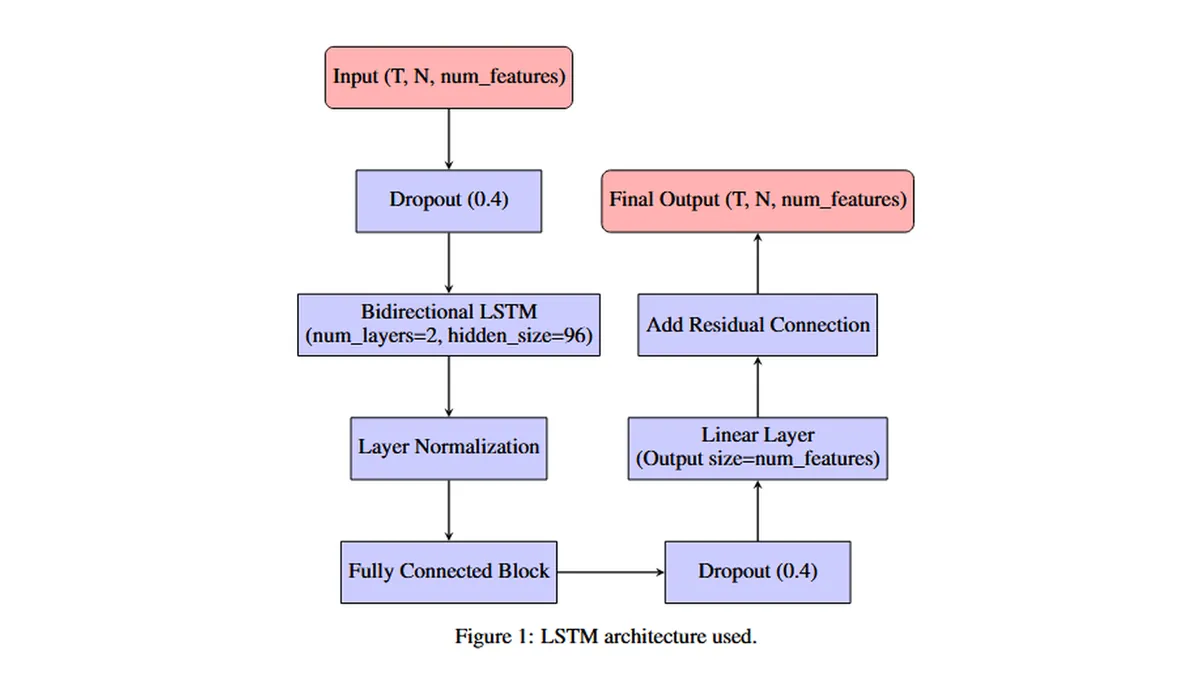 Input (T, N, num_features)
Dropout (0.4)
Bidirectional LSTM
(num_layers=2, hidden_size=96)
Layer Normalization
Fully Connected Block
Dropout (0.4)
Linear Layer
(Output size=num_features)
Add Residual Connection
Final Output (T, N, num_features)
Figure 1: LSTM architecture used.